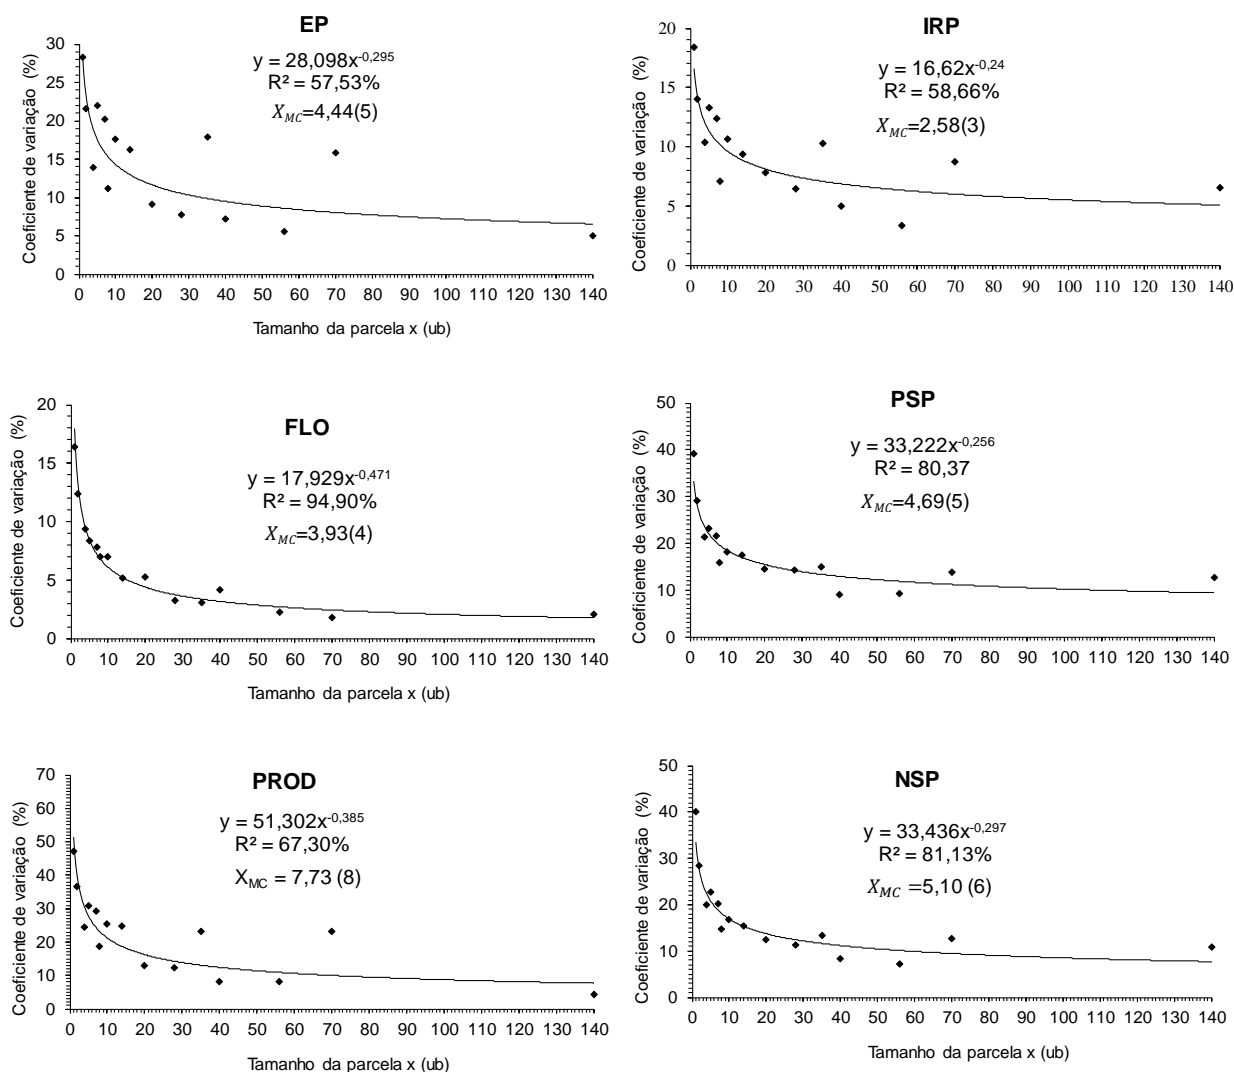 EP
Coeficiente de variação (%)
30
25
20
15
10
5
0
y = 28,098x-0,295
R² = 57,53%
XMC=4,44(5)
0 10 20 30 40 50 60 70 80 90 100 110 120 130 140
Tamanho da parcela x (ub)
IRP
Coeficiente de variação (%)
20
15
10
5
0
y = 16,62x-0,24
R² = 58,66%
XMC=2,58(3)
0 10 20 30 40 50 60 70 80 90 100 110 120 130 140
FLO
Coeficiente de variação (%)
20
15
10
5
0
y = 17,929x-0,471
R² = 94,90%
XMC=3,93(4)
0 10 20 30 40 50 60 70 80 90 100 110 120 130 140
Tamanho da parcela x (ub)
PSP
Coeficiente de variação (%)
50
40
30
20
10
0
y = 33,222x-0,256
R² = 80,37
XMC=4,69(5)
0 10 20 30 40 50 60 70 80 90 100 110 120 130 140
PROD
Coeficiente de variação (%)
70
60
50
40
30
20
10
0
y = 51,302x-0,385
R² = 67,30%
XMC = 7,73 (8)
0 10 20 30 40 50 60 70 80 90 100 110 120 130 140
Tamanho da parcela x (ub)
NSP
Coeficiente de variação (%)
50
40
30
20
10
0
y = 33,436x-0,297
R² = 81,13%
XMC =5,10 (6)
0 10 20 30 40 50 60 70 80 90 100 110 120 130 140
Tamanho da parcela x (ub)